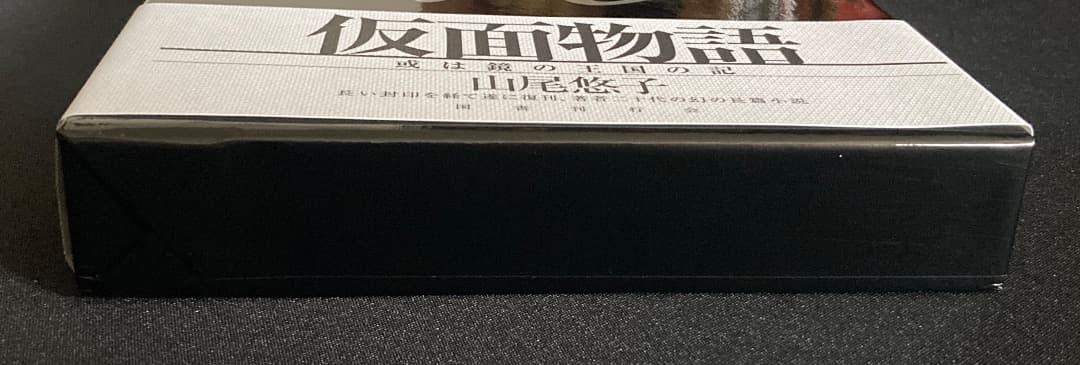 仮面物語
或は鏡の王国の記
山尾悠子
長い封印を経て遂に復刊、著者二十代の幻の長篇小説
国書刊行会